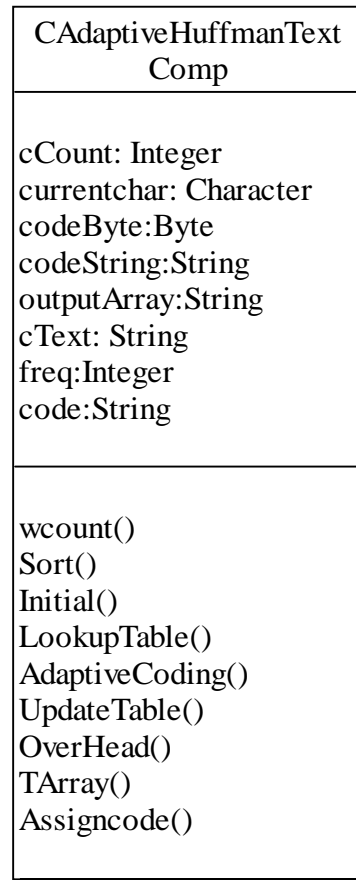 CAdaptiveHuffmanText
Comp
cCount: Integer
currentchar: Character
codeByte:Byte
codeString:String
outputArray:String
cText: String
freq:Integer
code:String
wcount()
Sort()
Initial()
LookupTable()
AdaptiveCoding()
UpdateTable()
OverHead()
TArray()
Assigncode()